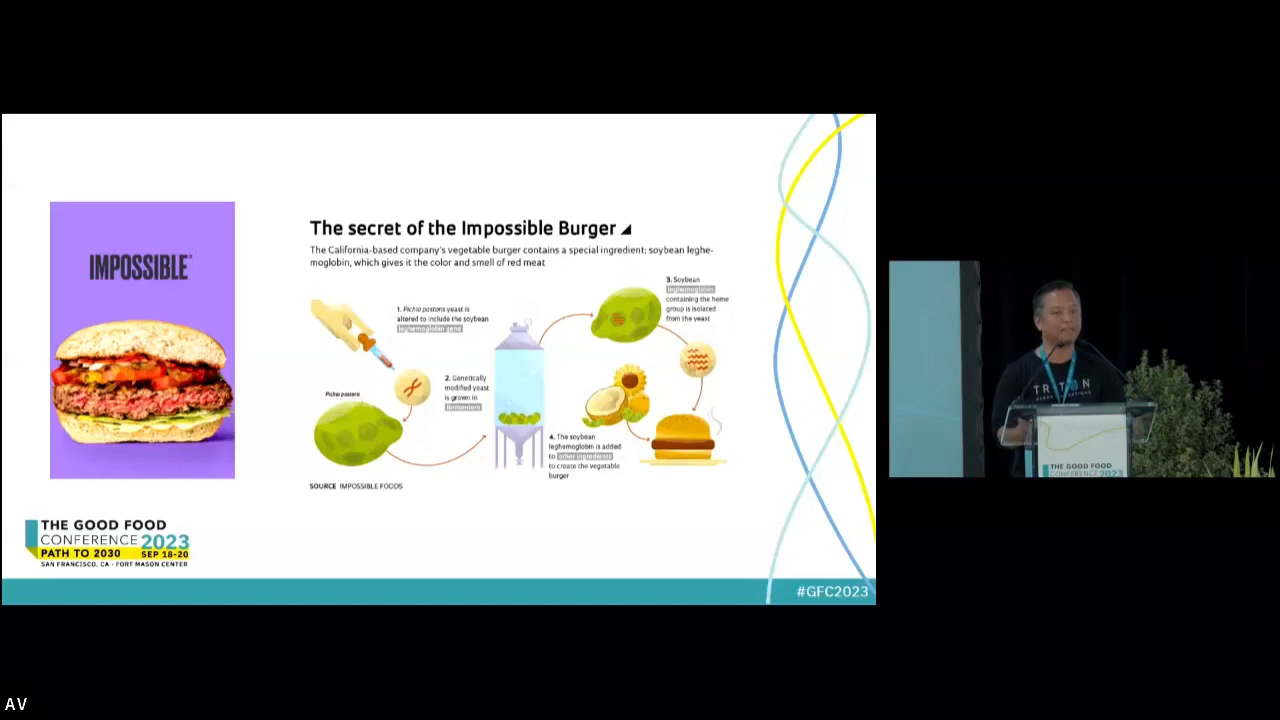 IMPOSSIBLE™
The secret of the Impossible Burger
The California-based company's vegetable burger contains a special ingredient: soybean leghe-
moglobin, which gives it the color and smell of red meat
1. Pichia pastoris yeast is
altered to include the soybean
leghemoglobin gene
Pichia pastoris
2. Genetically
modified yeast
is grown in
fermentors
3. Soybean
leghemoglobin
containing the heme
group is isolated
from the yeast
4. The soybean
leghemoglobin is added
to other ingredients
to create the vegetable
burger
SOURCE IMPOSSIBLE FOODS
THE GOOD FOOD
CONFERENCE 2023
PATH TO 2030 SEP 18-20
SAN FRANCISCO, CA · FORT MASON CENTER
#GFC2023
TRITON
THE GOOD FOOD
CONFERENCE 2023
AV